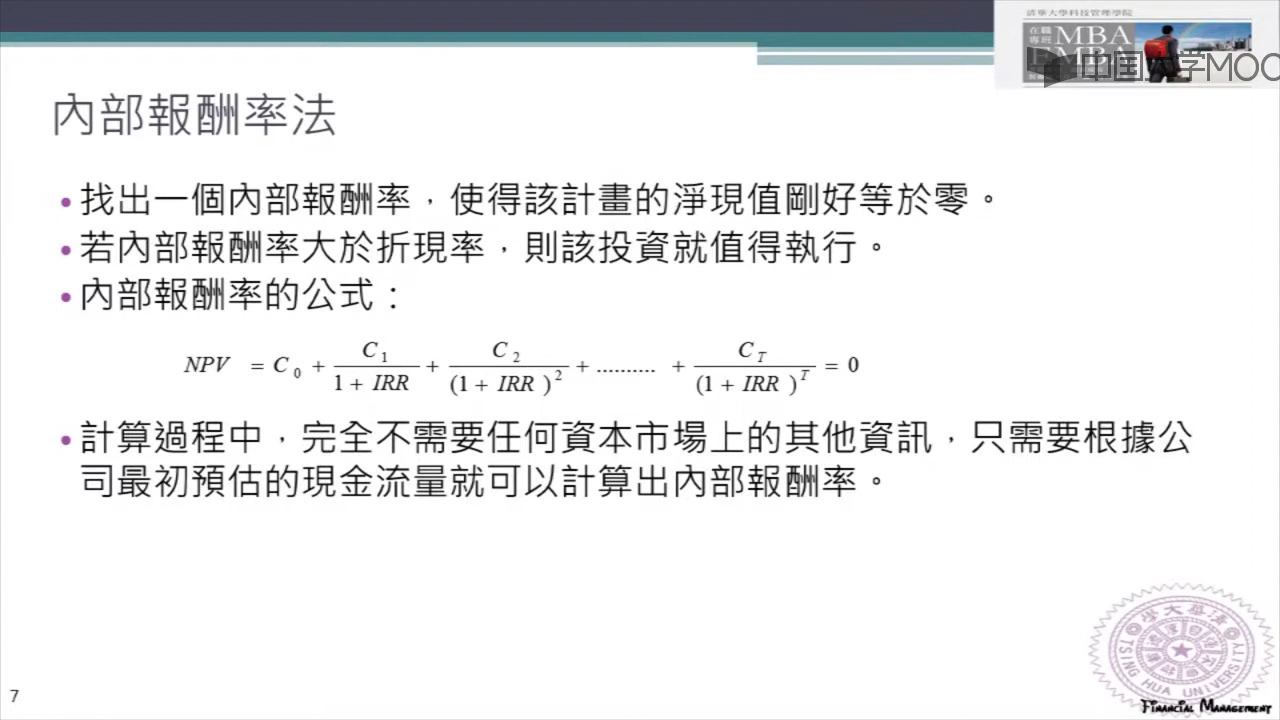 清華大學科技管理學院
在職專班 MBA
EMBA
中国大学MOOC
內部報酬率法
• 找出一個內部報酬率，使得該計畫的淨現值剛好等於零。
• 若內部報酬率大於折現率，則該投資就值得執行。
• 內部報酬率的公式：
NPV = C_0 + C_1 / (1 + IRR) + C_2 / (1 + IRR)^2 + .......... + C_T / (1 + IRR)^T = 0
• 計算過程中，完全不需要任何資本市場上的其他資訊，只需要根據公
司最初預估的現金流量就可以計算出內部報酬率。
TSING HUA UNIVERSITY
7
Financial Management